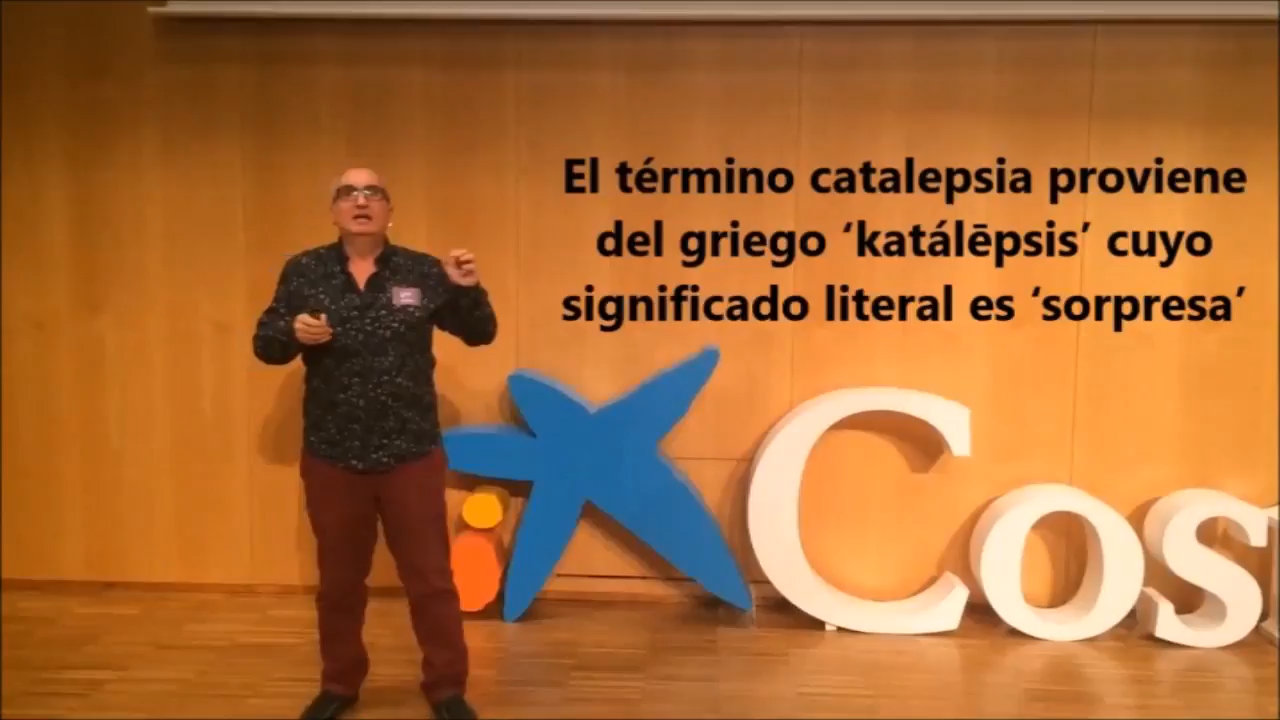 El término catalepsia proviene
del griego ‘katálēpsis’ cuyo
significado literal es ‘sorpresa’
Cos